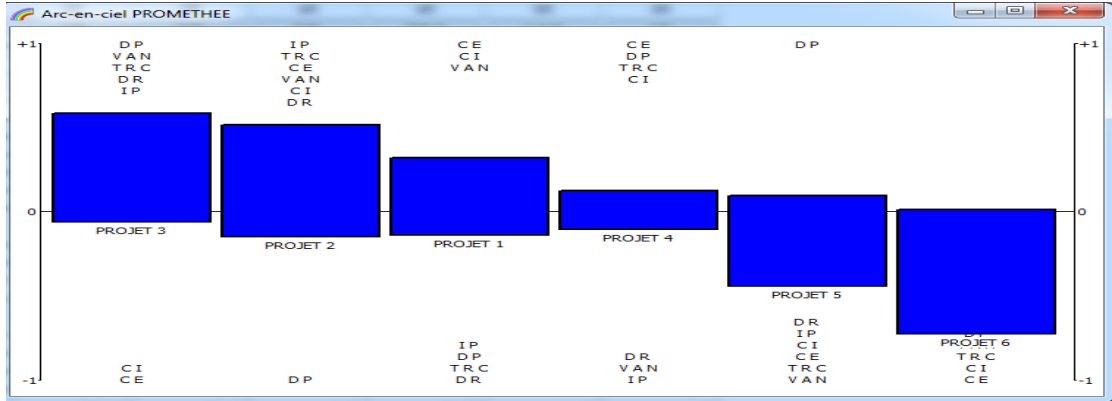 Arc-en-ciel PROMETHEE
+1
0
-1
DP
VAN
TRC
DR
IP
PROJET 3
CI
CE
IP
TRC
CE
VAN
CI
DR
PROJET 2
DP
CE
CI
VAN
PROJET 1
IP
DP
TRC
DR
CE
DP
TRC
CI
PROJET 4
DR
VAN
IP
DP
PROJET 5
DR
IP
CI
CE
TRC
VAN
PROJET 6
TRC
CI
CE
+1
0
-1